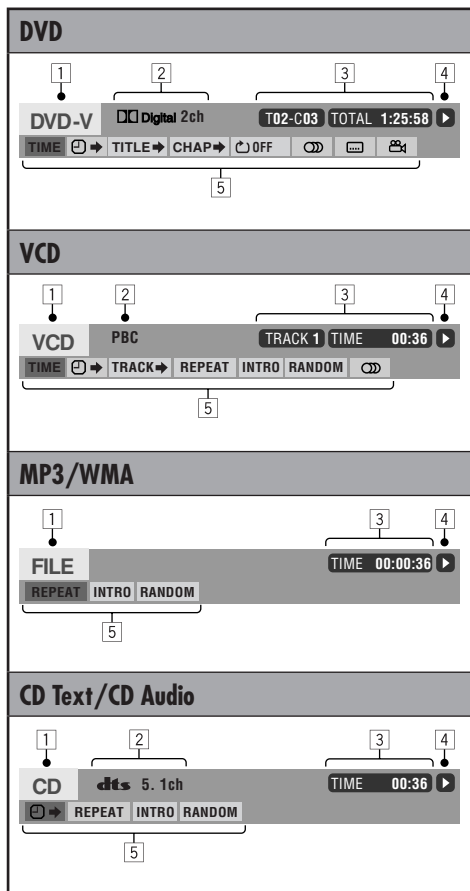 DVD
1 2 3 4
DVD-V Digital 2ch T02-C03 TOTAL 1:25:58
TIME TITLE CHAP OFF
5
VCD
1 2 3 4
VCD PBC TRACK 1 TIME 00:36
TIME TRACK REPEAT INTRO RANDOM
5
MP3/WMA
1 3 4
FILE TIME 00:00:36
REPEAT INTRO RANDOM
5
CD Text/CD Audio
1 2 3 4
CD dts 5. 1ch TIME 00:36
REPEAT INTRO RANDOM
5